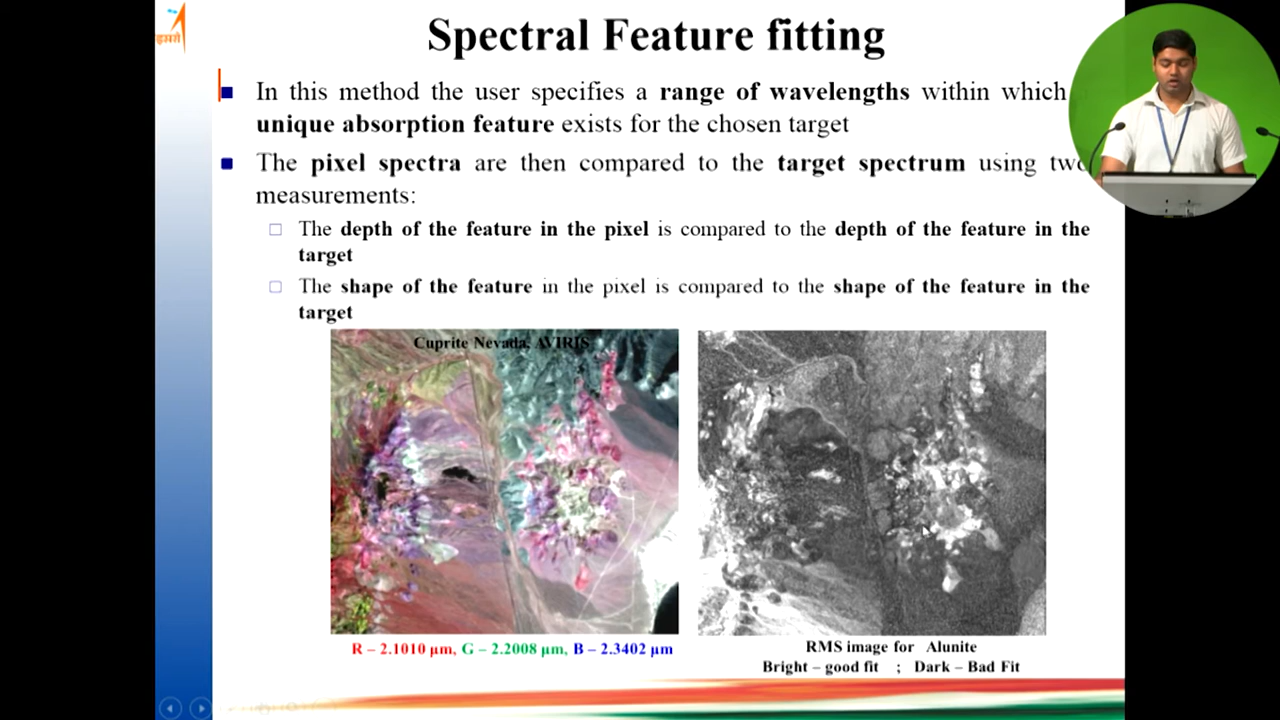 इसरो
Spectral Feature fitting
In this method the user specifies a range of wavelengths within which
unique absorption feature exists for the chosen target
The pixel spectra are then compared to the target spectrum using two
measurements:
The depth of the feature in the pixel is compared to the depth of the feature in the
target
The shape of the feature in the pixel is compared to the shape of the feature in the
target
Cuprite Nevada, AVIRIS
R – 2.1010 µm, G – 2.2008 µm, B – 2.3402 µm
RMS image for Alunite
Bright – good fit ; Dark – Bad Fit